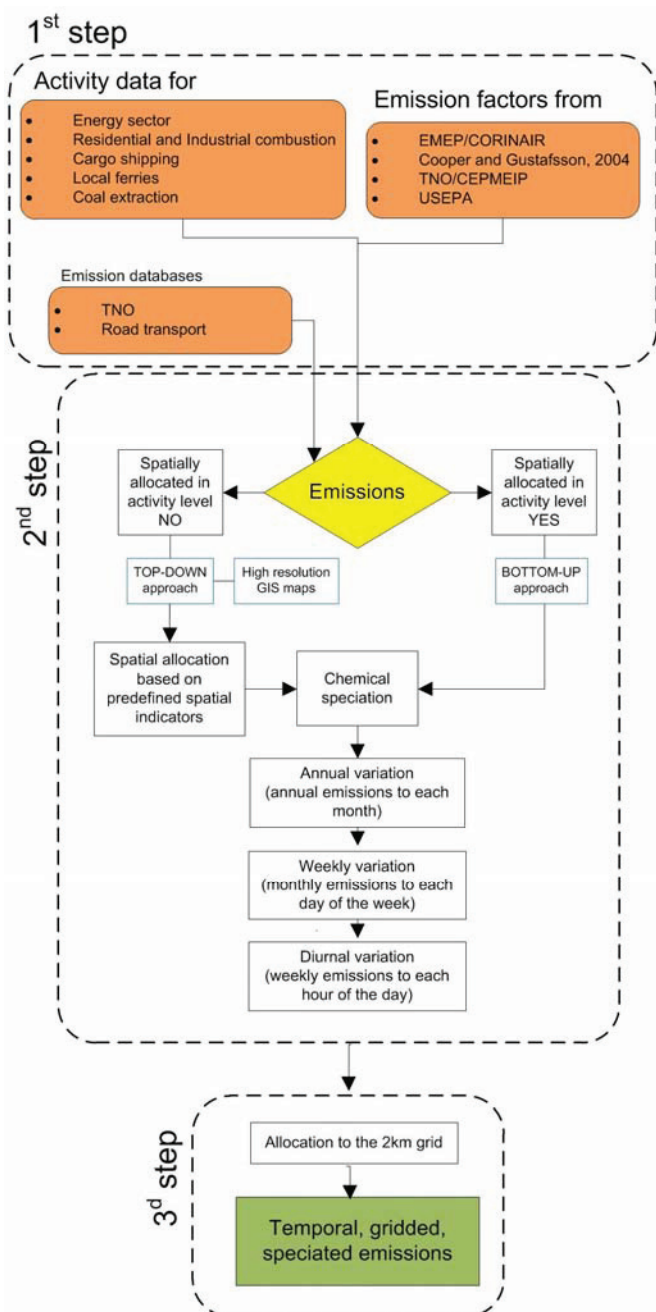 1st step
Activity data for
• Energy sector
• Residential and Industrial combustion
• Cargo shipping
• Local ferries
• Coal extraction
Emission factors from
• EMEP/CORINAIR
• Cooper and Gustafsson, 2004
• TNO/CEPMEIP
• USEPA
Emission databases
• TNO
• Road transport
2nd step
Spatially
allocated in
activity level
NO
Emissions
Spatially
allocated in
activity level
YES
TOP-DOWN
approach
High resolution
GIS maps
BOTTOM-UP
approach
Spatial allocation
based on
predefined spatial
indicators
Chemical
speciation
Annual variation
(annual emissions to each
month)
Weekly variation
(monthly emissions to each
day of the week)
Diurnal variation
(weekly emissions to each
hour of the day)
3d step
Allocation to the 2km grid
Temporal, gridded,
speciated emissions